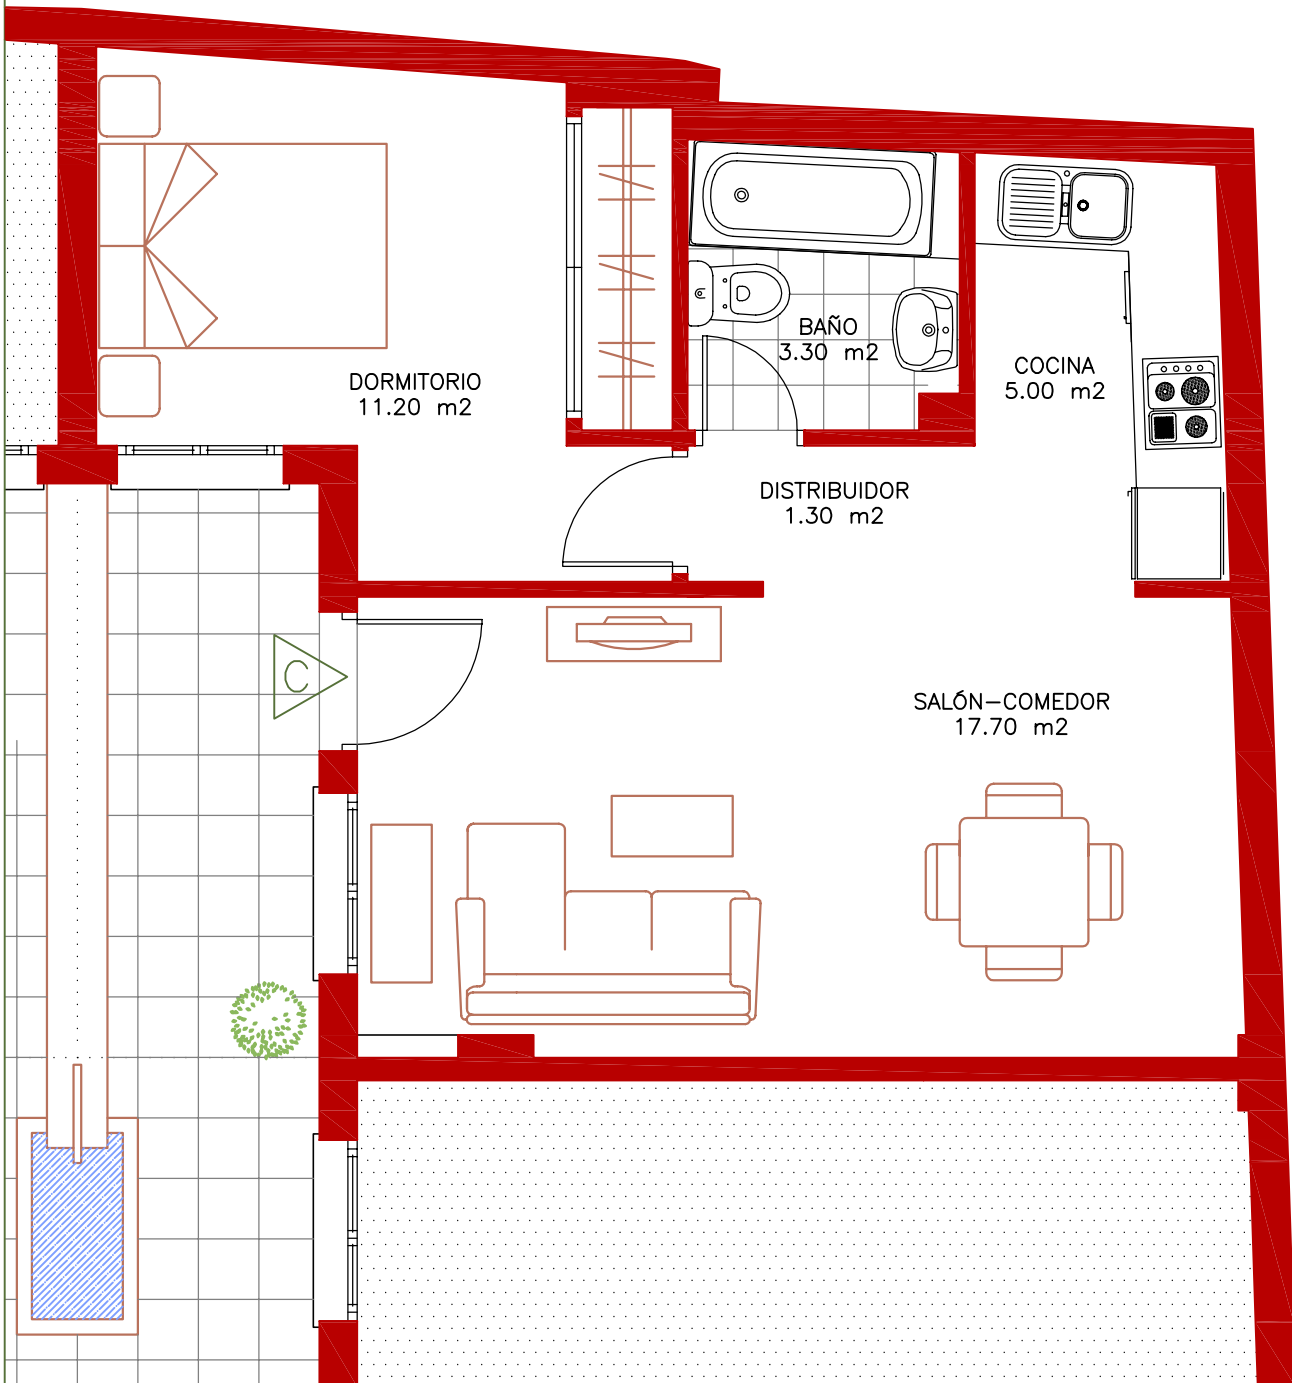 BAÑO
3.30 m2
COCINA
5.00 m2
DORMITORIO
11.20 m2
DISTRIBUIDOR
1.30 m2
C
SALÓN-COMEDOR
17.70 m2